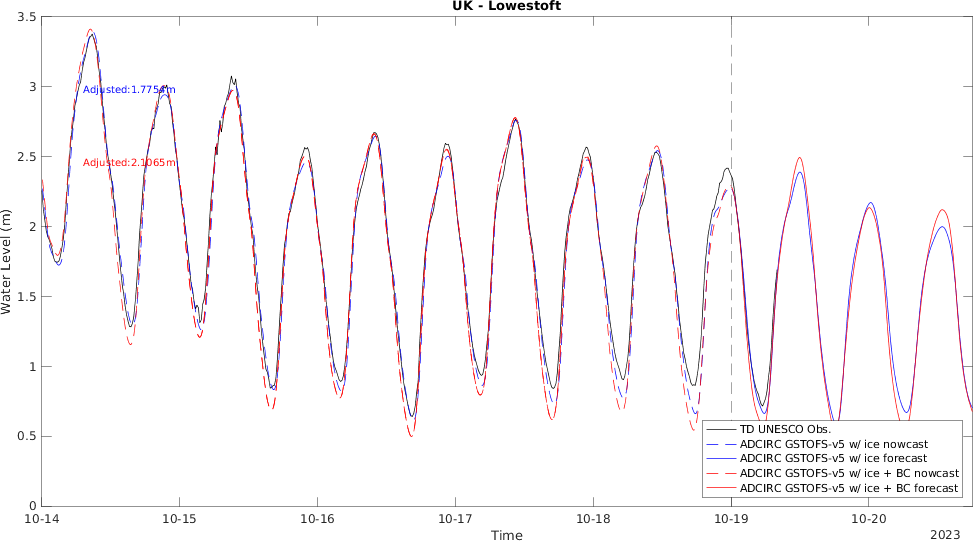 UK - Lowestoft
3.5
3
2.5
2
1.5
1
0.5
0
Water Level (m)
Adjusted:1.7754m
Adjusted:2.1065m
TD UNESCO Obs.
ADCIRC GSTOFS-v5 w/ ice nowcast
ADCIRC GSTOFS-v5 w/ ice forecast
ADCIRC GSTOFS-v5 w/ ice + BC nowcast
ADCIRC GSTOFS-v5 w/ ice + BC forecast
10-14 10-15 10-16 10-17 10-18 10-19 10-20
Time
2023